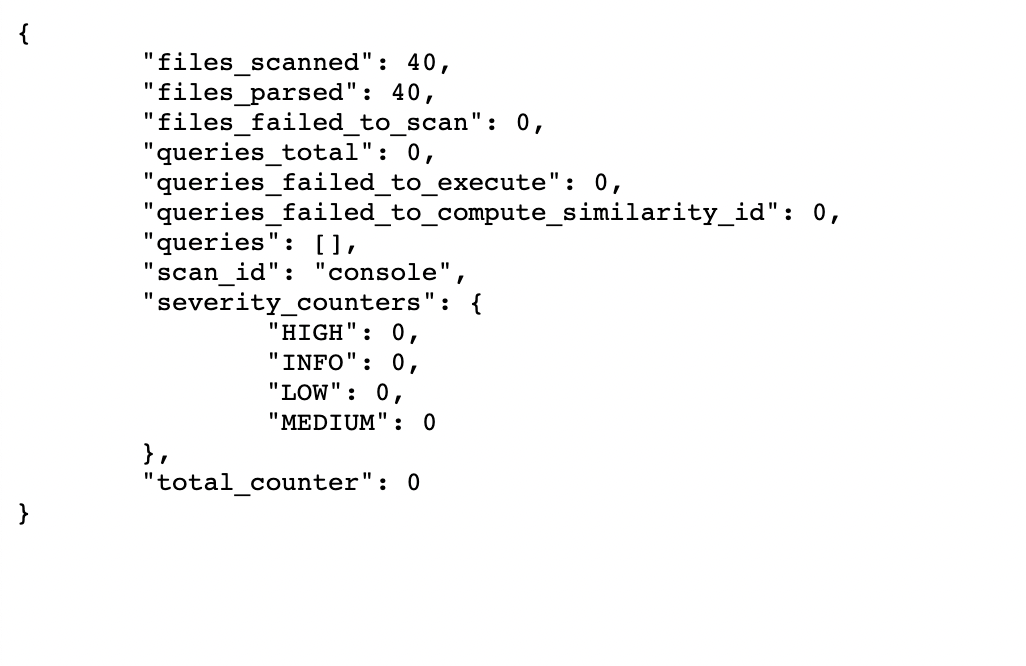 {
"files_scanned": 40,
"files_parsed": 40,
"files_failed_to_scan": 0,
"queries_total": 0,
"queries_failed_to_execute": 0,
"queries_failed_to_compute_similarity_id": 0,
"queries": [],
"scan_id": "console",
"severity_counters": {
"HIGH": 0,
"INFO": 0,
"LOW": 0,
"MEDIUM": 0
},
"total_counter": 0
}